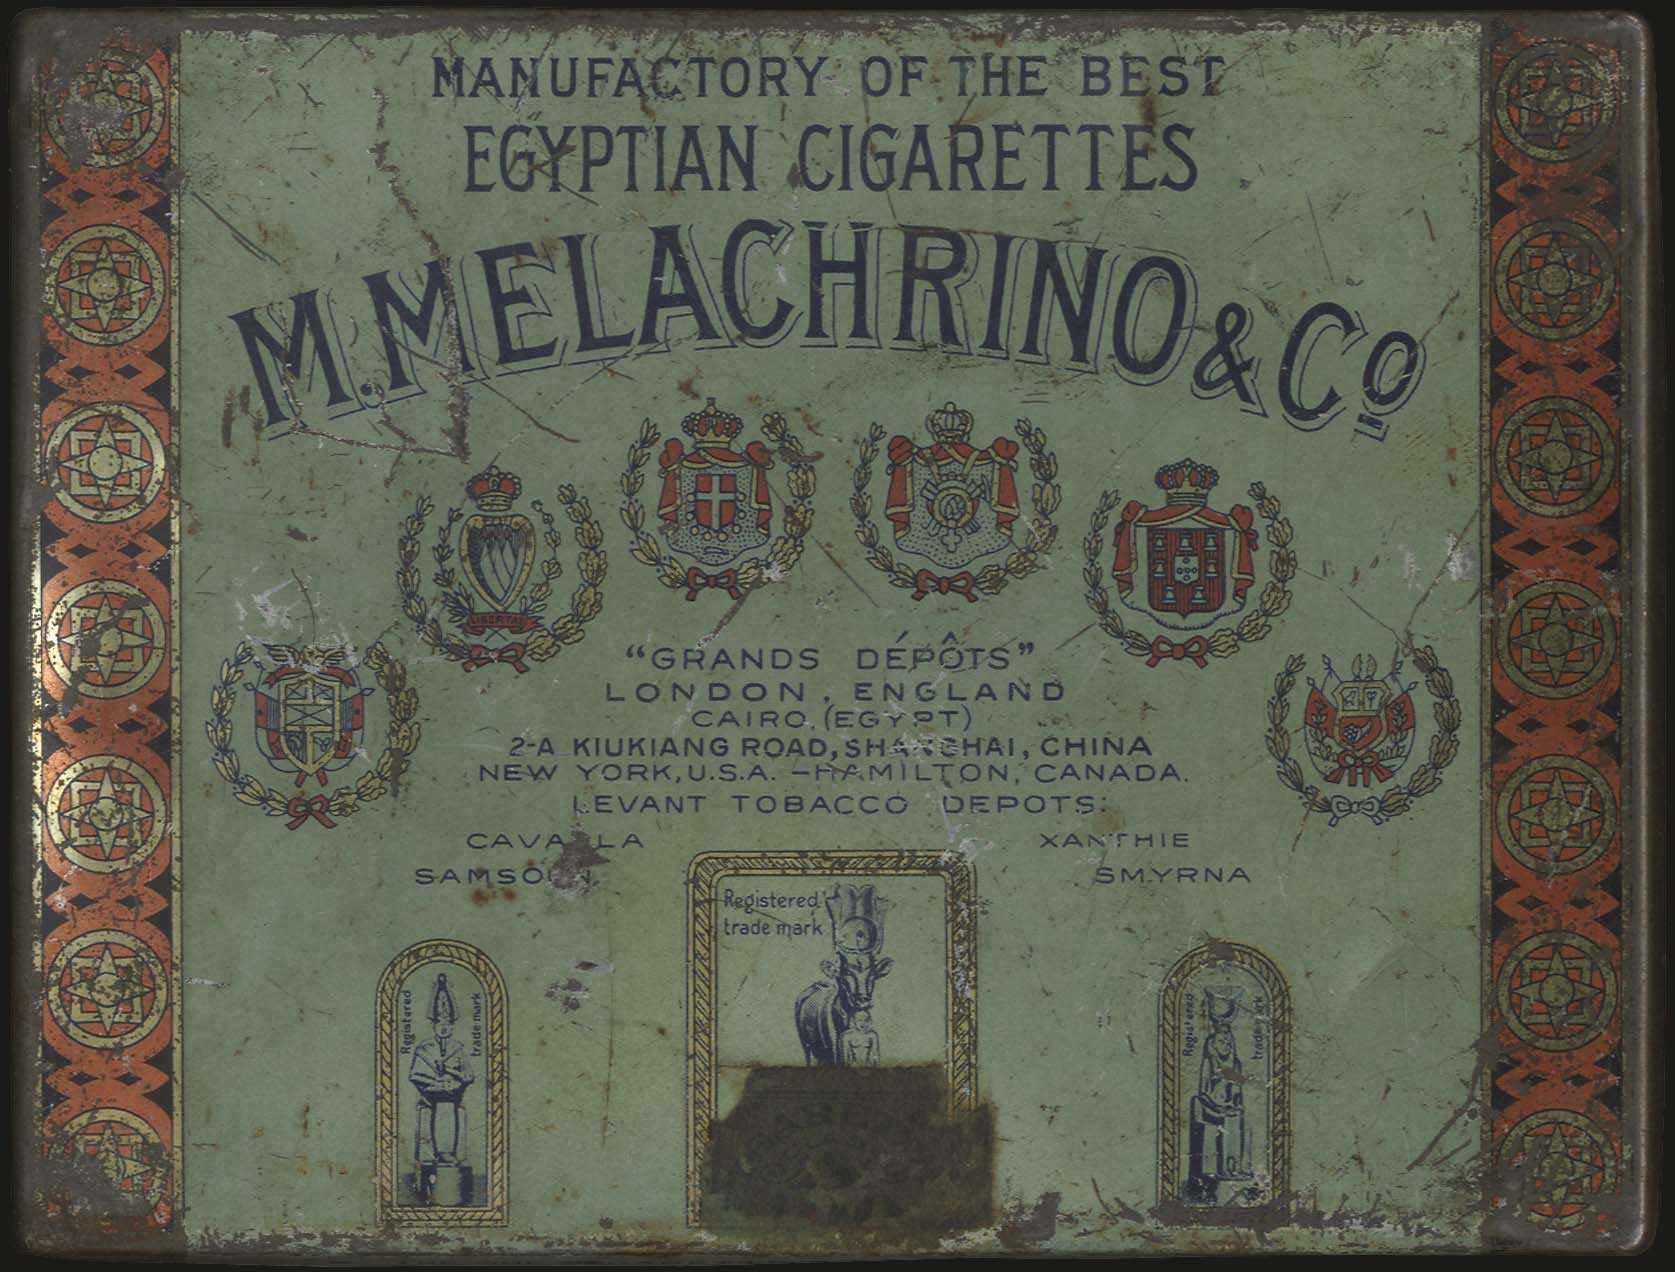 MANUFACTORY OF THE BEST
EGYPTIAN CIGARETTES
M. MELACHRINO & Co
LIBERTAS
“GRANDS DÉPÔTS”
LONDON, ENGLAND
CAIRO, (EGYPT)
2-A KIUKIANG ROAD, SHANGHAI, CHINA
NEW YORK, U.S.A. – HAMILTON, CANADA.
LEVANT TOBACCO DEPOTS:
CAVALLA XANTHIE
SAMSOUN SMYRNA
Registered
trade mark
Registered trade mark
Registered trade mark